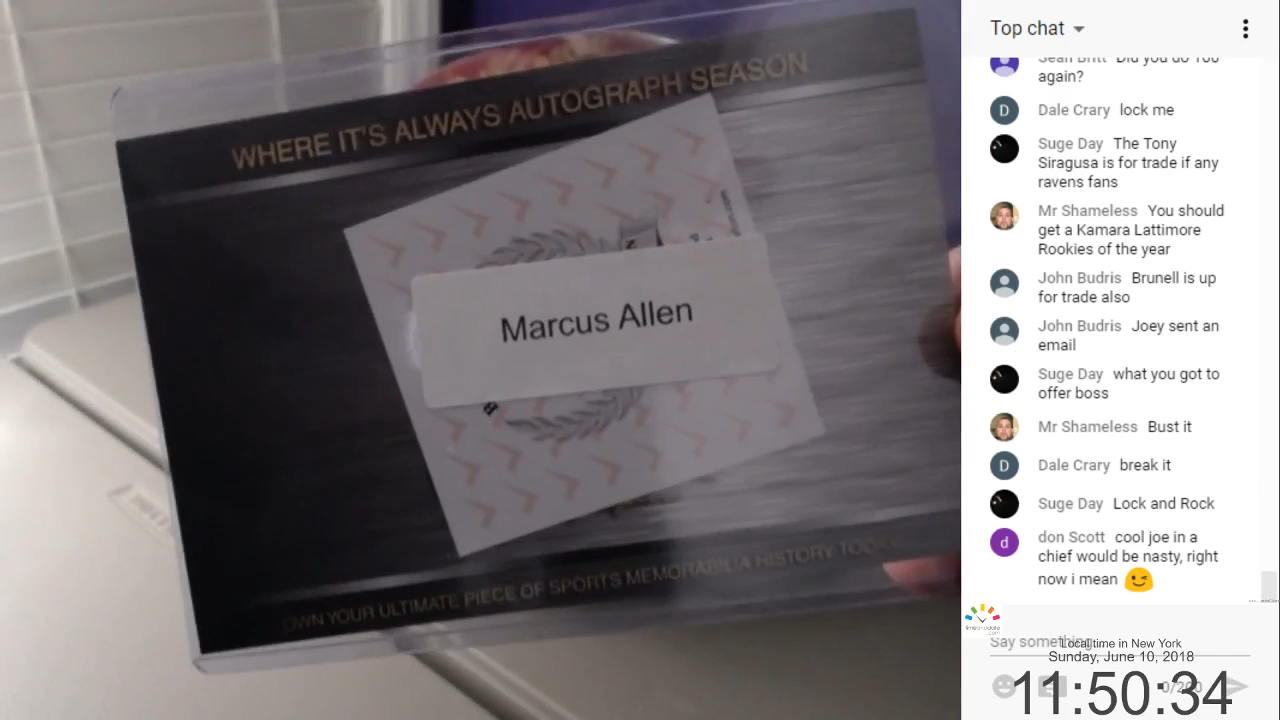 WHERE IT'S ALWAYS AUTOGRAPH SEASON
Marcus Allen
OWN YOUR ULTIMATE PIECE OF SPORTS MEMORABILIA HISTORY TODAY
Top chat
Sean Britt Did you do 100
again?
D Dale Crary lock me
Suge Day The Tony
Siragusa is for trade if any
ravens fans
Mr Shameless You should
get a Kamara Lattimore
Rookies of the year
John Budris Brunell is up
for trade also
John Budris Joey sent an
email
Suge Day what you got to
offer boss
Mr Shameless Bust it
D Dale Crary break it
Suge Day Lock and Rock
d don Scott cool joe in a
chief would be nasty, right
now i mean
Say something...
Local time in New York
Sunday, June 10, 2018
11:50:34